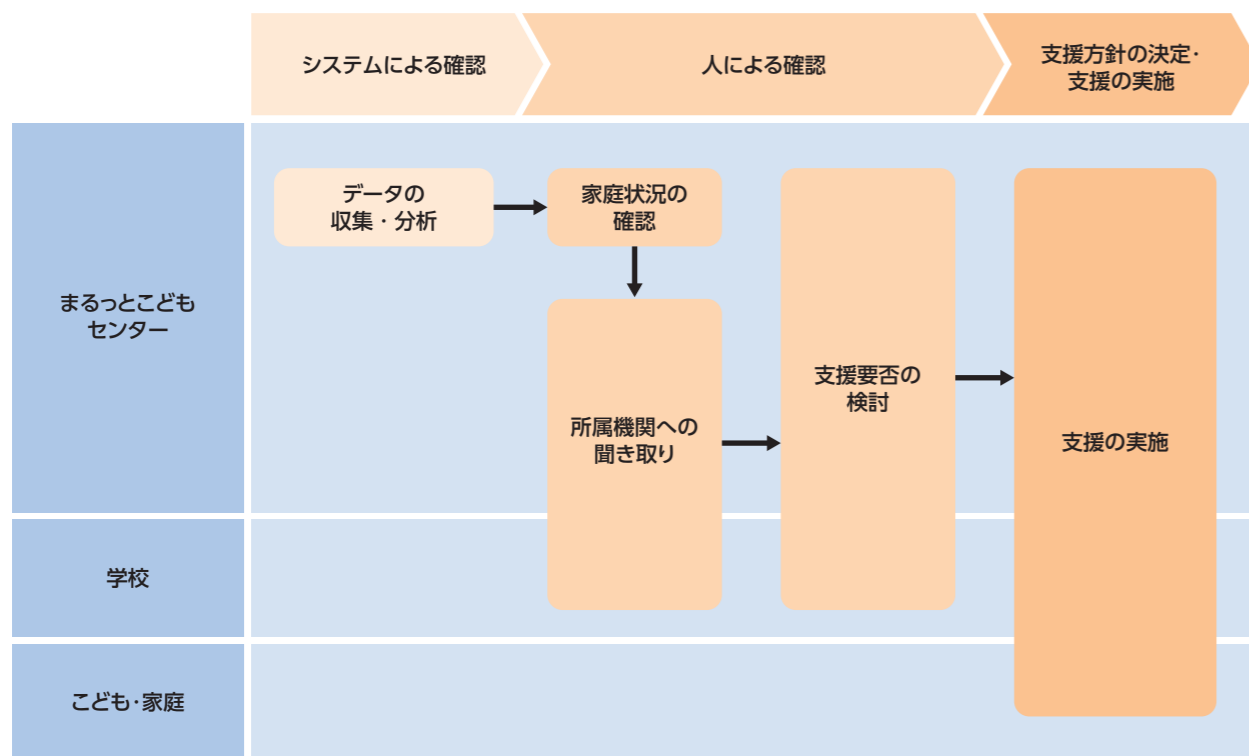 システムによる確認
人による確認
支援方針の決定・
支援の実施
まるっとこども
センター
データの
収集・分析
家庭状況の
確認
所属機関への
聞き取り
支援要否の
検討
支援の実施
学校
こども・家庭